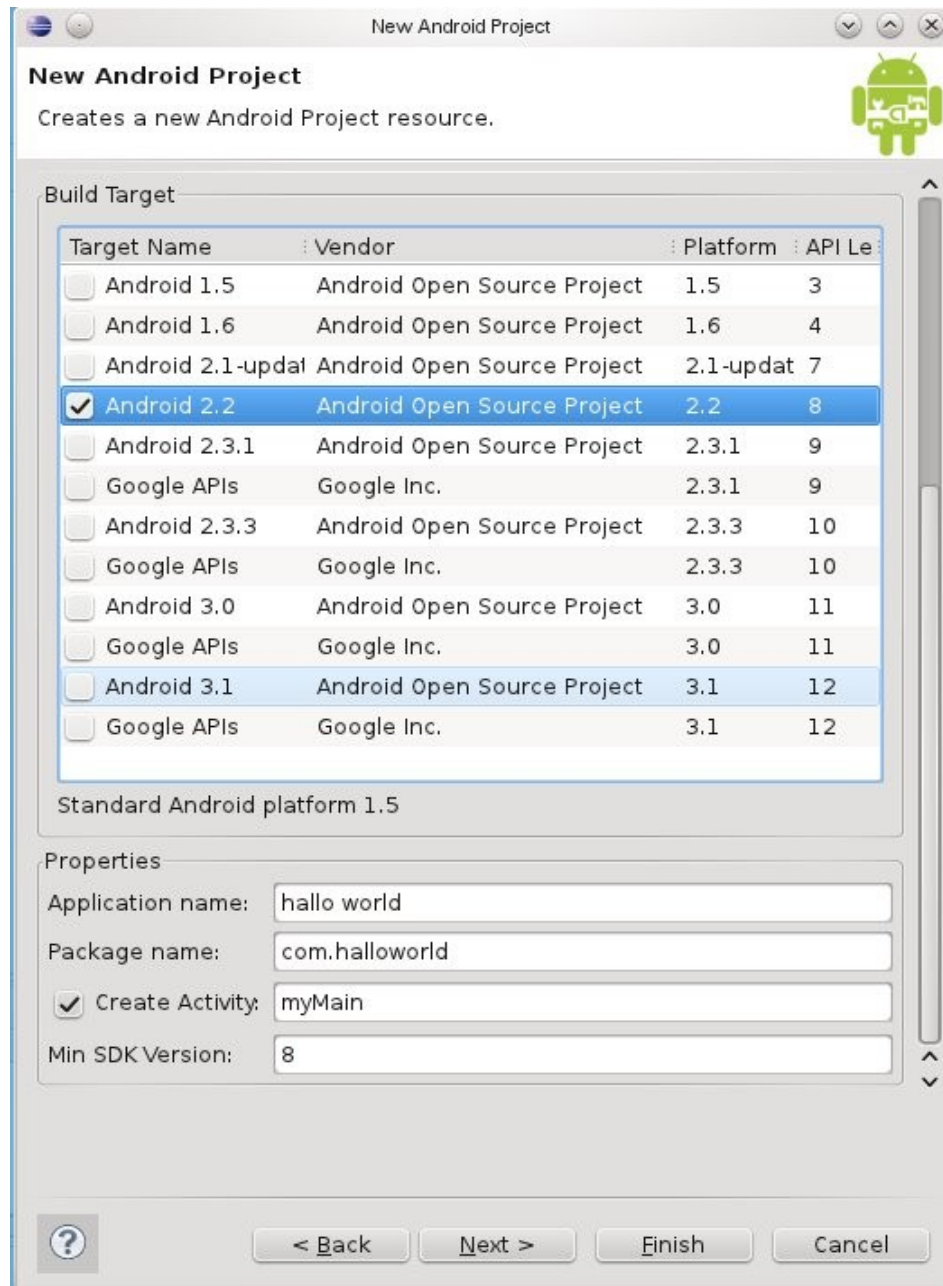 New Android Project
New Android Project
Creates a new Android Project resource.
Build Target
Target Name Vendor Platform API Le
Android 1.5 Android Open Source Project 1.5 3
Android 1.6 Android Open Source Project 1.6 4
Android 2.1-updat Android Open Source Project 2.1-updat 7
Android 2.2 Android Open Source Project 2.2 8
Android 2.3.1 Android Open Source Project 2.3.1 9
Google APIs Google Inc. 2.3.1 9
Android 2.3.3 Android Open Source Project 2.3.3 10
Google APIs Google Inc. 2.3.3 10
Android 3.0 Android Open Source Project 3.0 11
Google APIs Google Inc. 3.0 11
Android 3.1 Android Open Source Project 3.1 12
Google APIs Google Inc. 3.1 12
Standard Android platform 1.5
Properties
Application name: hallo world
Package name: com.halloworld
Create Activity: myMain
Min SDK Version: 8
? < Back Next > Finish Cancel